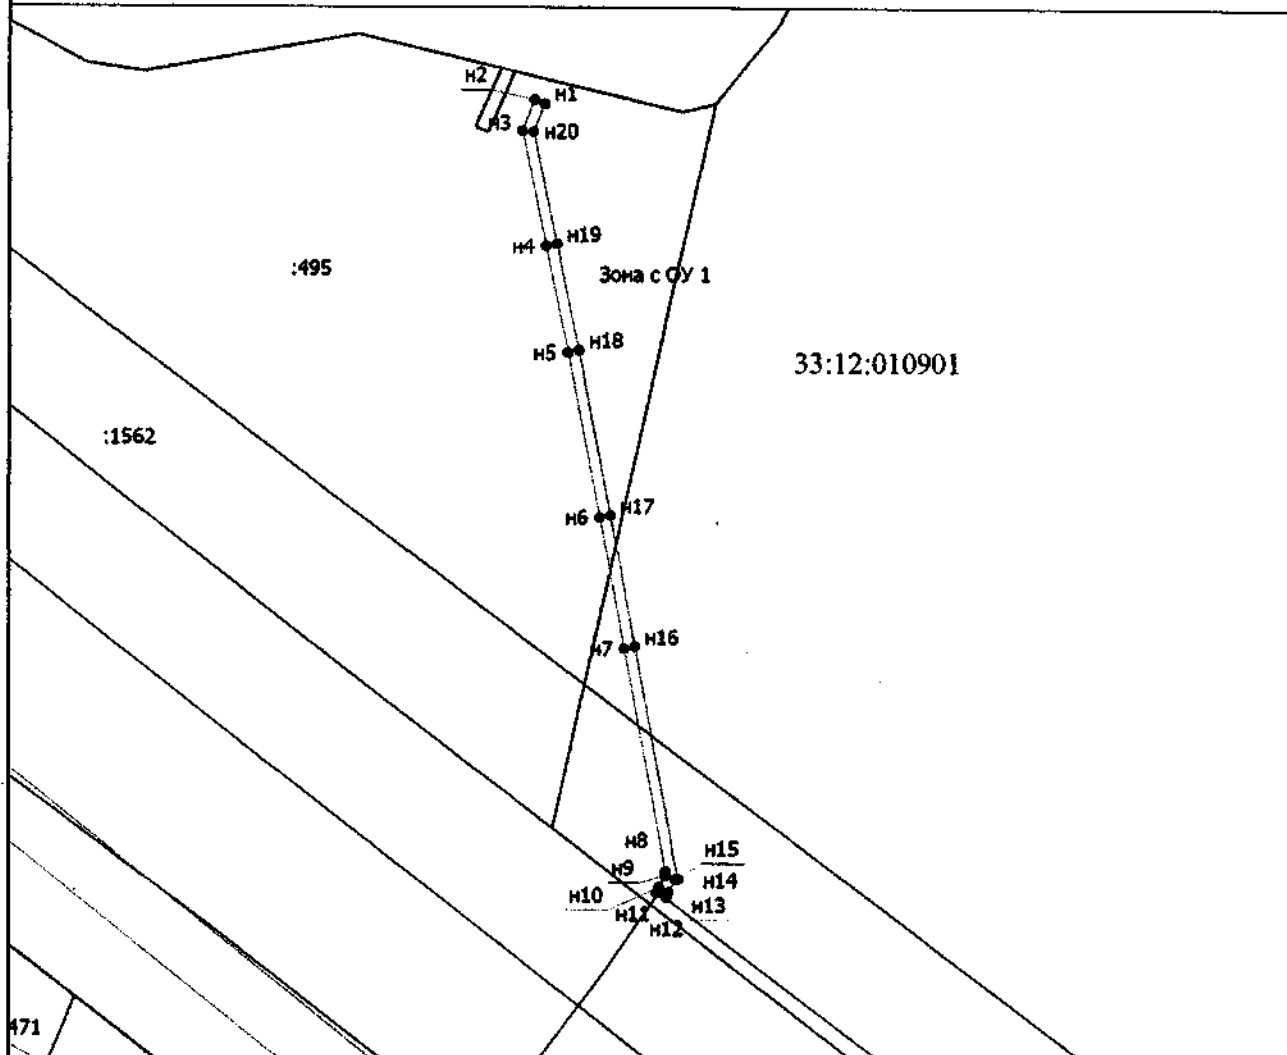 н2
н1
н3
н20
н4
н19
:495
Зона с ОУ 1
н5
н18
33:12:010901
:1562
н6
н17
н7
н16
н8
н15
н9
н14
н10
н13
н11
н12
471